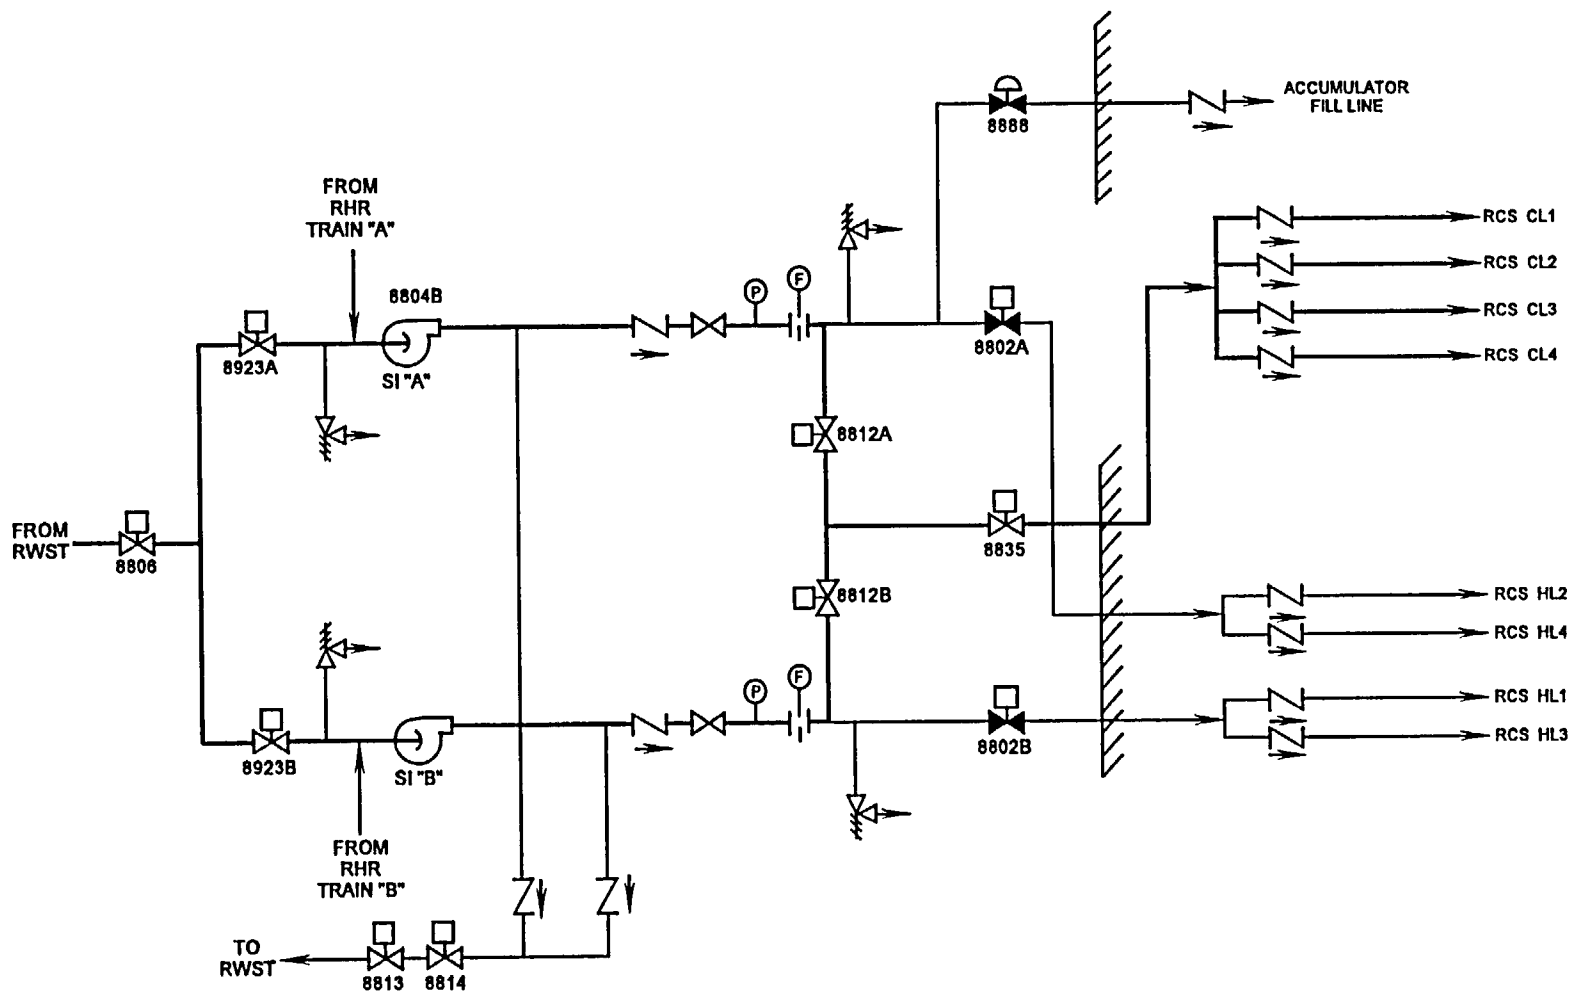 ACCUMULATOR
FILL LINE
8888
FROM
RHR
TRAIN "A"
RCS CL1
RCS CL2
RCS CL3
RCS CL4
8804B
P
F
8923A
SI "A"
8802A
8812A
FROM
RWST
8806
8835
8812B
RCS HL2
RCS HL4
P
F
RCS HL1
RCS HL3
8923B
SI "B"
8802B
FROM
RHR
TRAIN "B"
TO
RWST
8813
8814